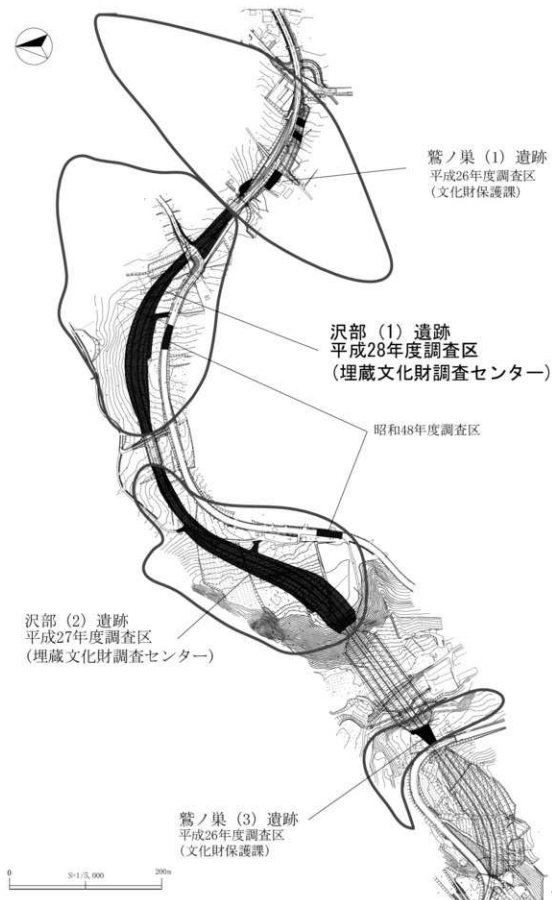 鷲ノ巣（1）遺跡
平成26年度調査区
(文化財保護課)
沢部（1）遺跡
平成28年度調査区
(埋蔵文化財調査センター)
昭和48年度調査区
沢部（2）遺跡
平成27年度調査区
(埋蔵文化財調査センター)
鷲ノ巣（3）遺跡
平成26年度調査区
(文化財保護課)
0 S=1/5,000 200m